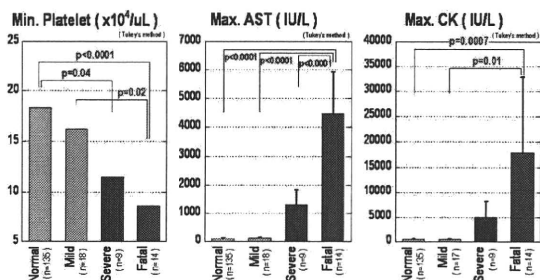 Min. Platelet ( x10⁴/uL )
( Tukey's method )
p<0.0001
p=0.04
p=0.02
25
20
15
10
5
Normal (n=135)
Mild (n=18)
Severe (n=9)
Fatal (n=14)
Max. AST ( IU/L )
( Tukey's method )
p<0.0001
p<0.0001
p<0.000
7000
6000
5000
4000
3000
2000
1000
0
Normal (n=135)
Mild (n=18)
Severe (n=9)
Fatal (n=14)
Max. CK ( IU/L )
( Tukey's method )
p=0.0007
p=0.01
40000
35000
30000
25000
20000
15000
10000
5000
0
Normal (n=135)
Mild (n=17)
Severe (n=9)
Fatal (n=14)